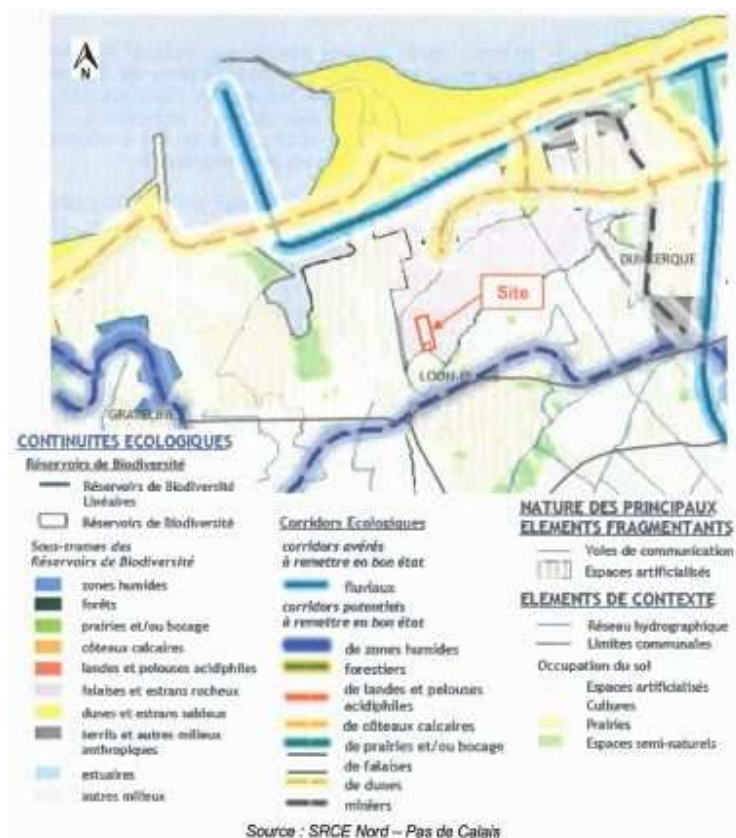 N
DUNKERQUE
Site
LOON-P
GRAVELINES
CONTINUITES ECOLOGIQUES
Réservoirs de Biodiversité
Réservoirs de Biodiversité
Linéaires
Réservoirs de Biodiversité
Sous-trames des
Réservoirs de Biodiversité
zones humides
forêts
prairies et/ou bocage
côteaux calcaires
landes et pelouses acidiphiles
falaises et estrans rocheux
dunes et estrans sableux
terrils et autres milieux
anthropiques
estuaires
autres milieux
Corridors Ecologiques
corridors avérés
à remettre en bon état
fluviaux
corridors potentiels
à remettre en bon état
de zones humides
forestiers
de landes et pelouses
acidiphiles
de côteaux calcaires
de prairies et/ou bocage
de falaises
de dunes
miniers
NATURE DES PRINCIPAUX
ELEMENTS FRAGMENTANTS
Voies de communication
Espaces artificialisés
ELEMENTS DE CONTEXTE
Réseau hydrographique
Limites communales
Occupation du sol
Espaces artificialisés
Cultures
Prairies
Espaces semi-naturels
Source : SRCE Nord – Pas de Calais